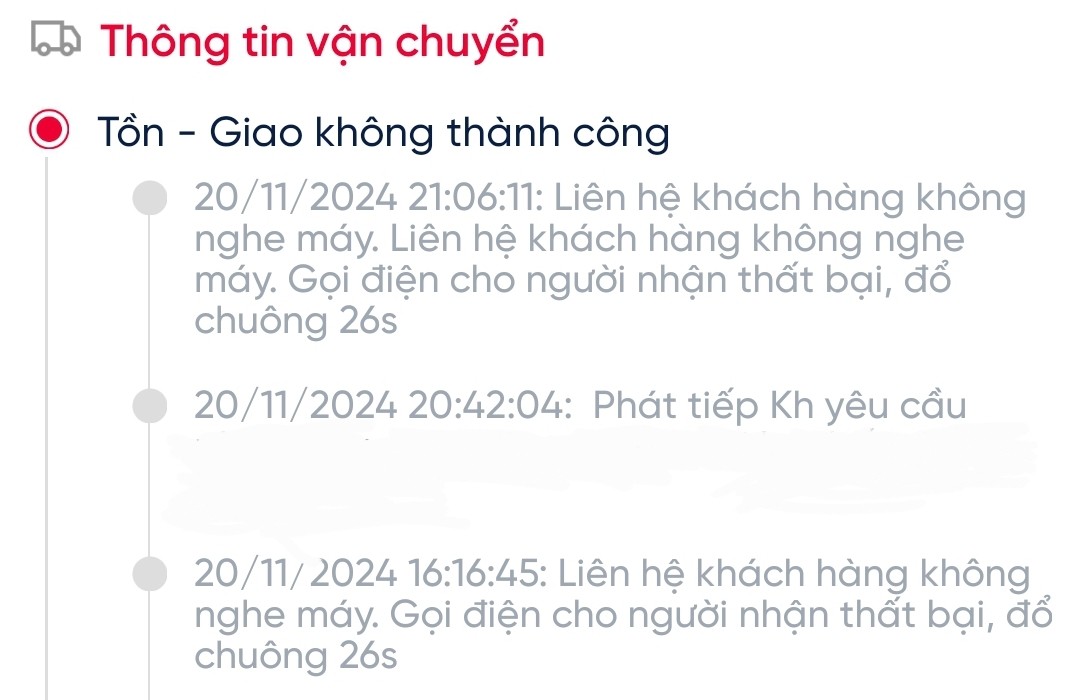 Thông tin vận chuyển
Tồn - Giao không thành công
20/11/2024 21:06:11: Liên hệ khách hàng không
nghe máy. Liên hệ khách hàng không nghe
máy. Gọi điện cho người nhận thất bại, đổ
chuông 26s
20/11/2024 20:42:04: Phát tiếp Kh yêu cầu
20/11/2024 16:16:45: Liên hệ khách hàng không
nghe máy. Gọi điện cho người nhận thất bại, đổ
chuông 26s